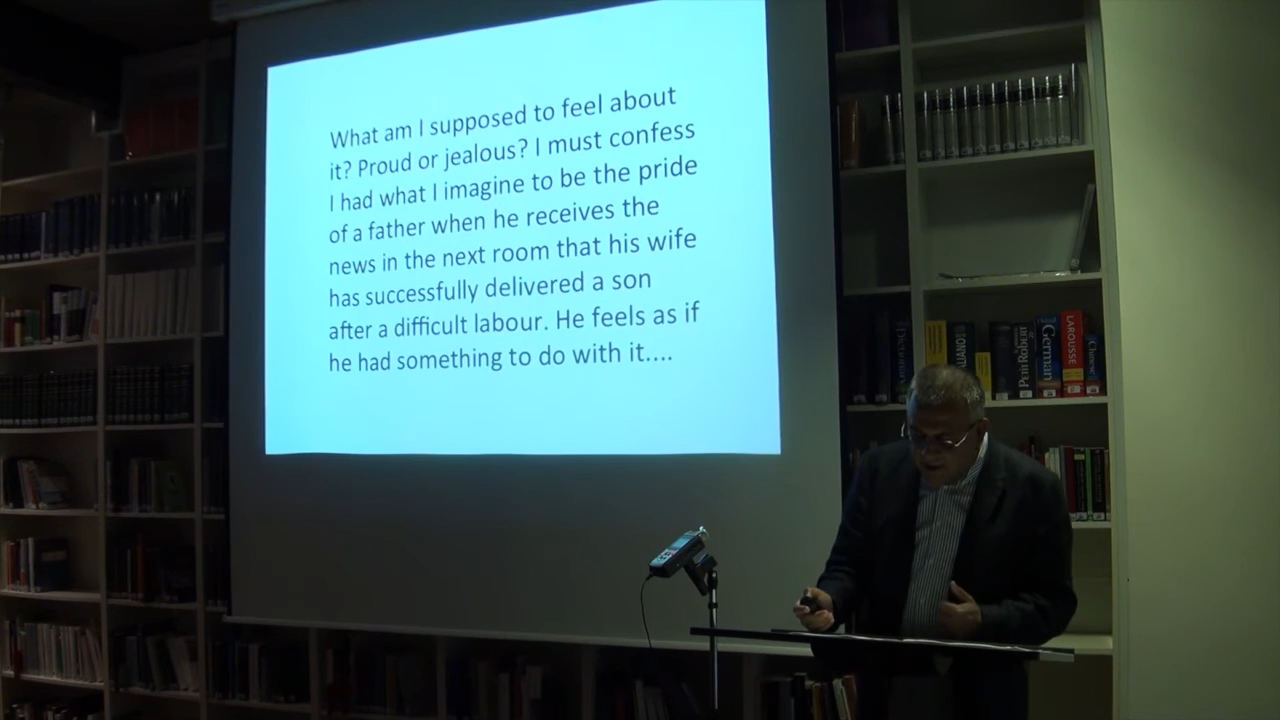 What am I supposed to feel about
it? Proud or jealous? I must confess
I had what I imagine to be the pride
of a father when he receives the
news in the next room that his wife
has successfully delivered a son
after a difficult labour. He feels as if
he had something to do with it....
Petit Robert
German
LAROUSSE
Chinese